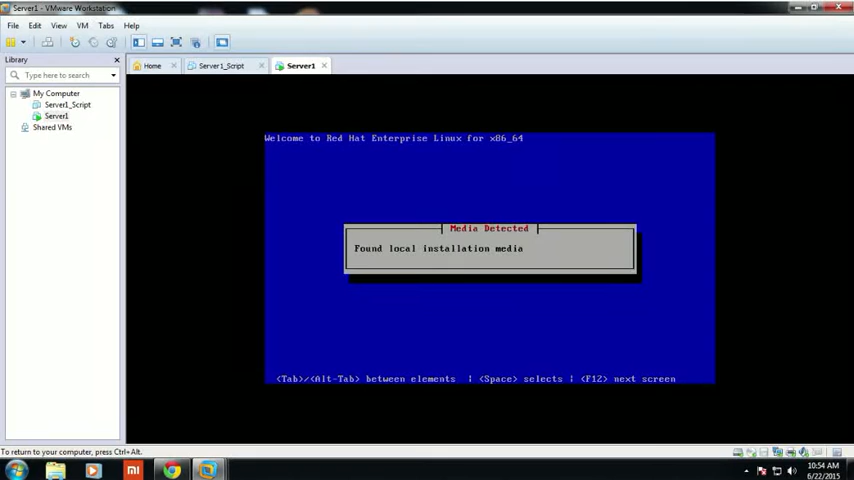 Server1 - VMware Workstation
File Edit View VM Tabs Help
Library
Type here to search
My Computer
Server1_Script
Server1
Shared VMs
Home
Server1_Script
Server1
Welcome to Red Hat Enterprise Linux for x86_64
Media Detected
Found local installation media
<Tab>/<Alt-Tab> between elements | <Space> selects | <F12> next screen
To return to your computer, press Ctrl+Alt.
10:54 AM
6/22/2015